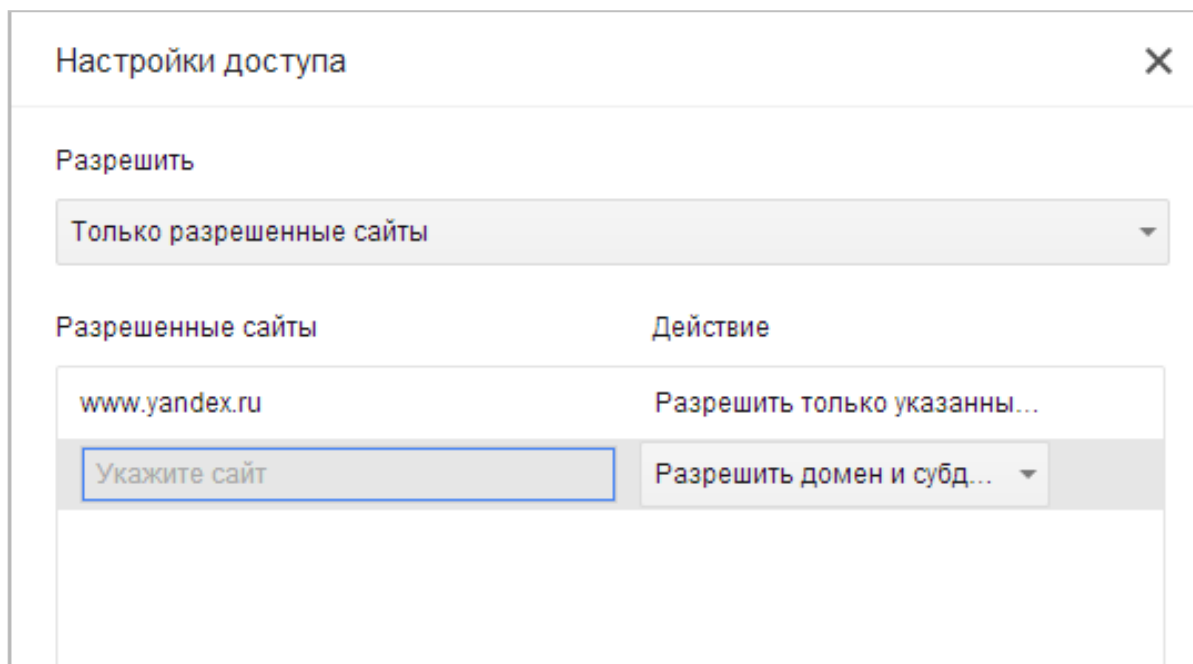 Настройки доступа
Разрешить
Только разрешенные сайты
Разрешенные сайты Действие
www.yandex.ru Разрешить только указанны...
Укажите сайт Разрешить домен и субд...